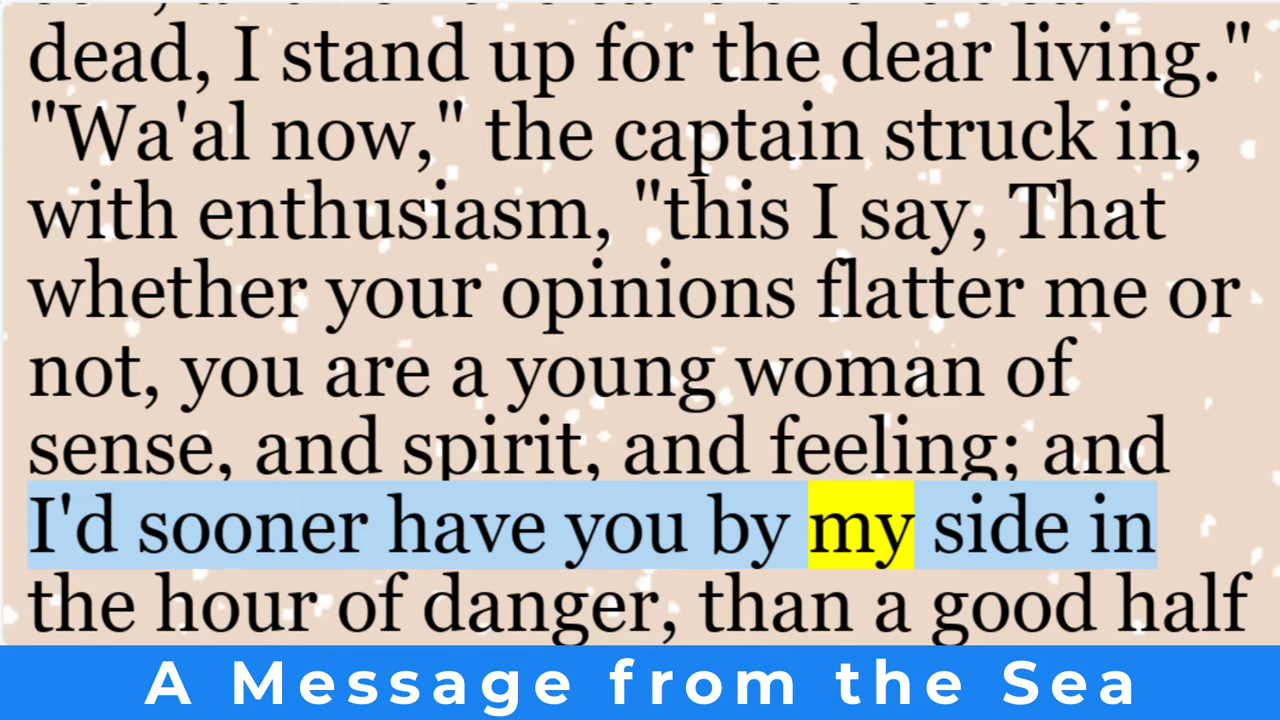 dead, I stand up for the dear living."
"Wa'al now," the captain struck in,
with enthusiasm, "this I say, That
whether your opinions flatter me or
not, you are a young woman of
sense, and spirit, and feeling; and
I'd sooner have you by my side in
the hour of danger, than a good half
A Message from the Sea